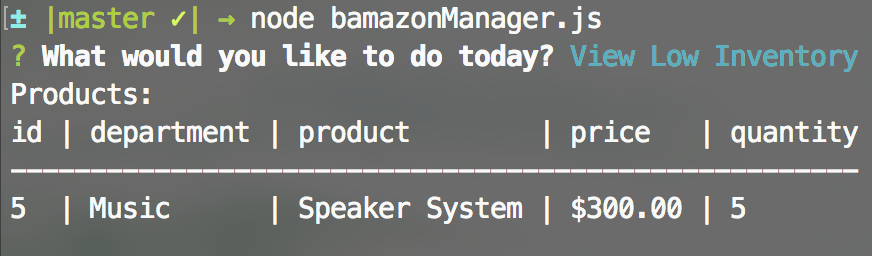 ± |master ✓| → node bamazonManager.js
? What would you like to do today? View Low Inventory
Products:
id | department | product        | price   | quantity
-----------------------------------------------------
5  | Music      | Speaker System | $300.00 | 5